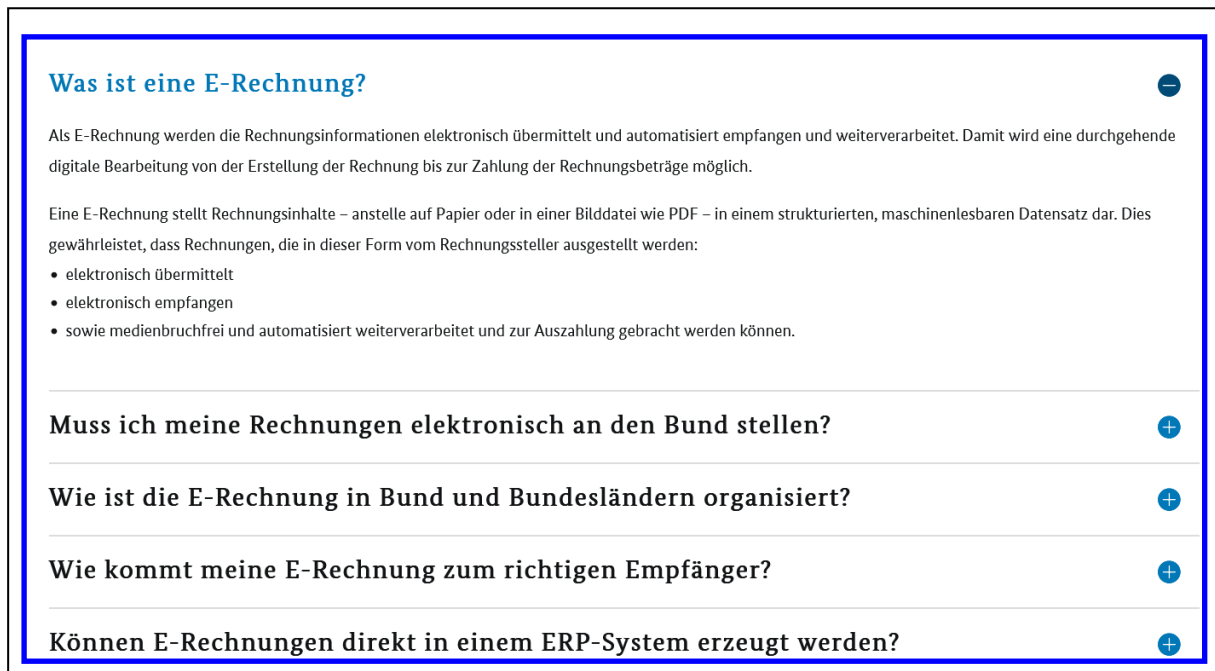 Was ist eine E-Rechnung?
Als E-Rechnung werden die Rechnungsinformationen elektronisch übermittelt und automatisiert empfangen und weiterverarbeitet. Damit wird eine durchgehende
digitale Bearbeitung von der Erstellung der Rechnung bis zur Zahlung der Rechnungsbeträge möglich.
Eine E-Rechnung stellt Rechnungsinhalte – anstelle auf Papier oder in einer Bilddatei wie PDF – in einem strukturierten, maschinenlesbaren Datensatz dar. Dies
gewährleistet, dass Rechnungen, die in dieser Form vom Rechnungssteller ausgestellt werden:
• elektronisch übermittelt
• elektronisch empfangen
• sowie medienbruchfrei und automatisiert weiterverarbeitet und zur Auszahlung gebracht werden können.
Muss ich meine Rechnungen elektronisch an den Bund stellen?
Wie ist die E-Rechnung in Bund und Bundesländern organisiert?
Wie kommt meine E-Rechnung zum richtigen Empfänger?
Können E-Rechnungen direkt in einem ERP-System erzeugt werden?